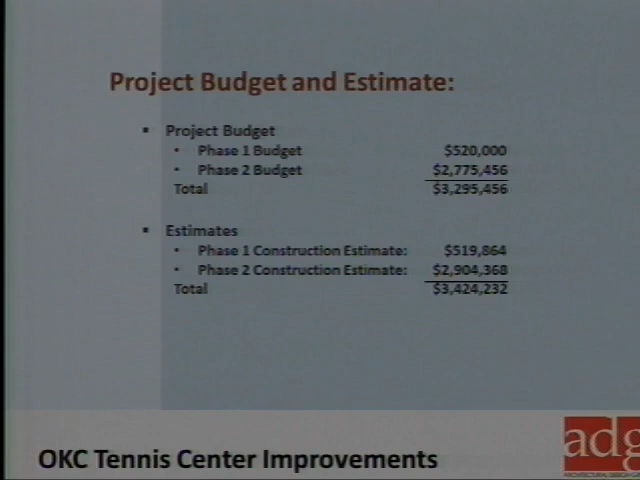 Project Budget and Estimate:
▪ Project Budget
• Phase 1 Budget $520,000
• Phase 2 Budget $2,775,456
Total $3,295,456
▪ Estimates
• Phase 1 Construction Estimate: $519,864
• Phase 2 Construction Estimate: $2,904,368
Total $3,424,232
OKC Tennis Center Improvements
adg